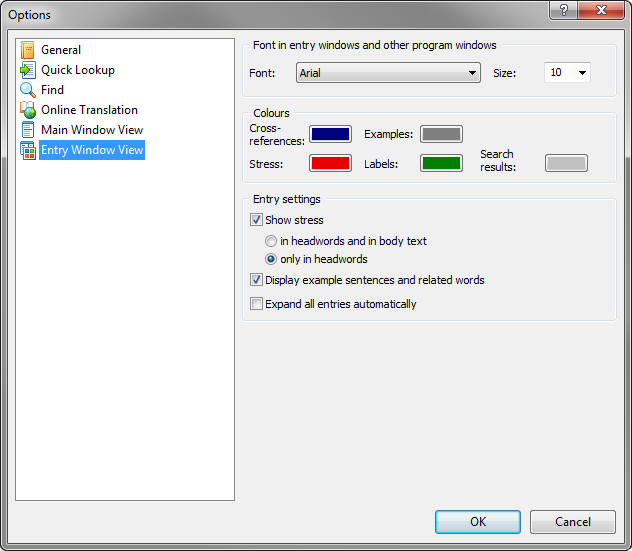 Options
General
Quick Lookup
Find
Online Translation
Main Window View
Entry Window View
Font in entry windows and other program windows
Font: Arial Size: 10
Colours
Cross-
references: Examples:
Stress: Labels: Search
results:
Entry settings
Show stress
in headwords and in body text
only in headwords
Display example sentences and related words
Expand all entries automatically
OK Cancel